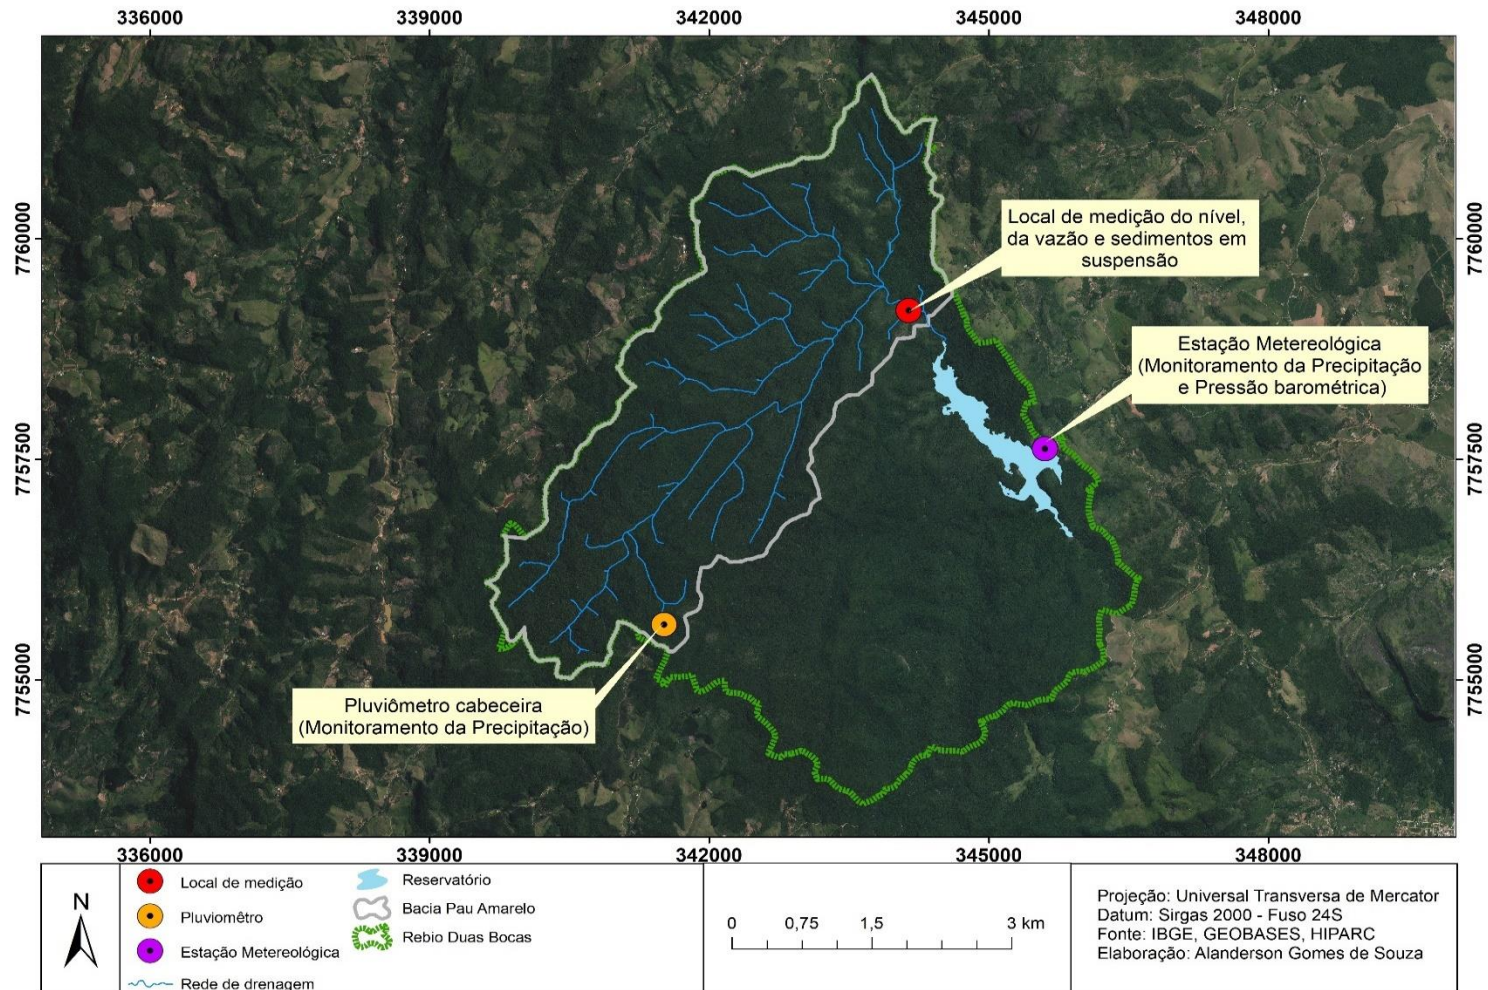 336000
339000
342000
345000
348000
7760000
7760000
Local de medição do nível,
da vazão e sedimentos em
suspensão
Estação Metereológica
(Monitoramento da Precipitação
e Pressão barométrica)
7757500
7757500
7755000
7755000
Pluviômetro cabeceira
(Monitoramento da Precipitação)
336000
339000
342000
345000
348000
N
Local de medição
Pluviomêtro
Estação Metereológica
Rede de drenagem
Reservatório
Bacia Pau Amarelo
Rebio Duas Bocas
0 0,75 1,5 3 km
Projeção: Universal Transversa de Mercator
Datum: Sirgas 2000 - Fuso 24S
Fonte: IBGE, GEOBASES, HIPARC
Elaboração: Alanderson Gomes de Souza